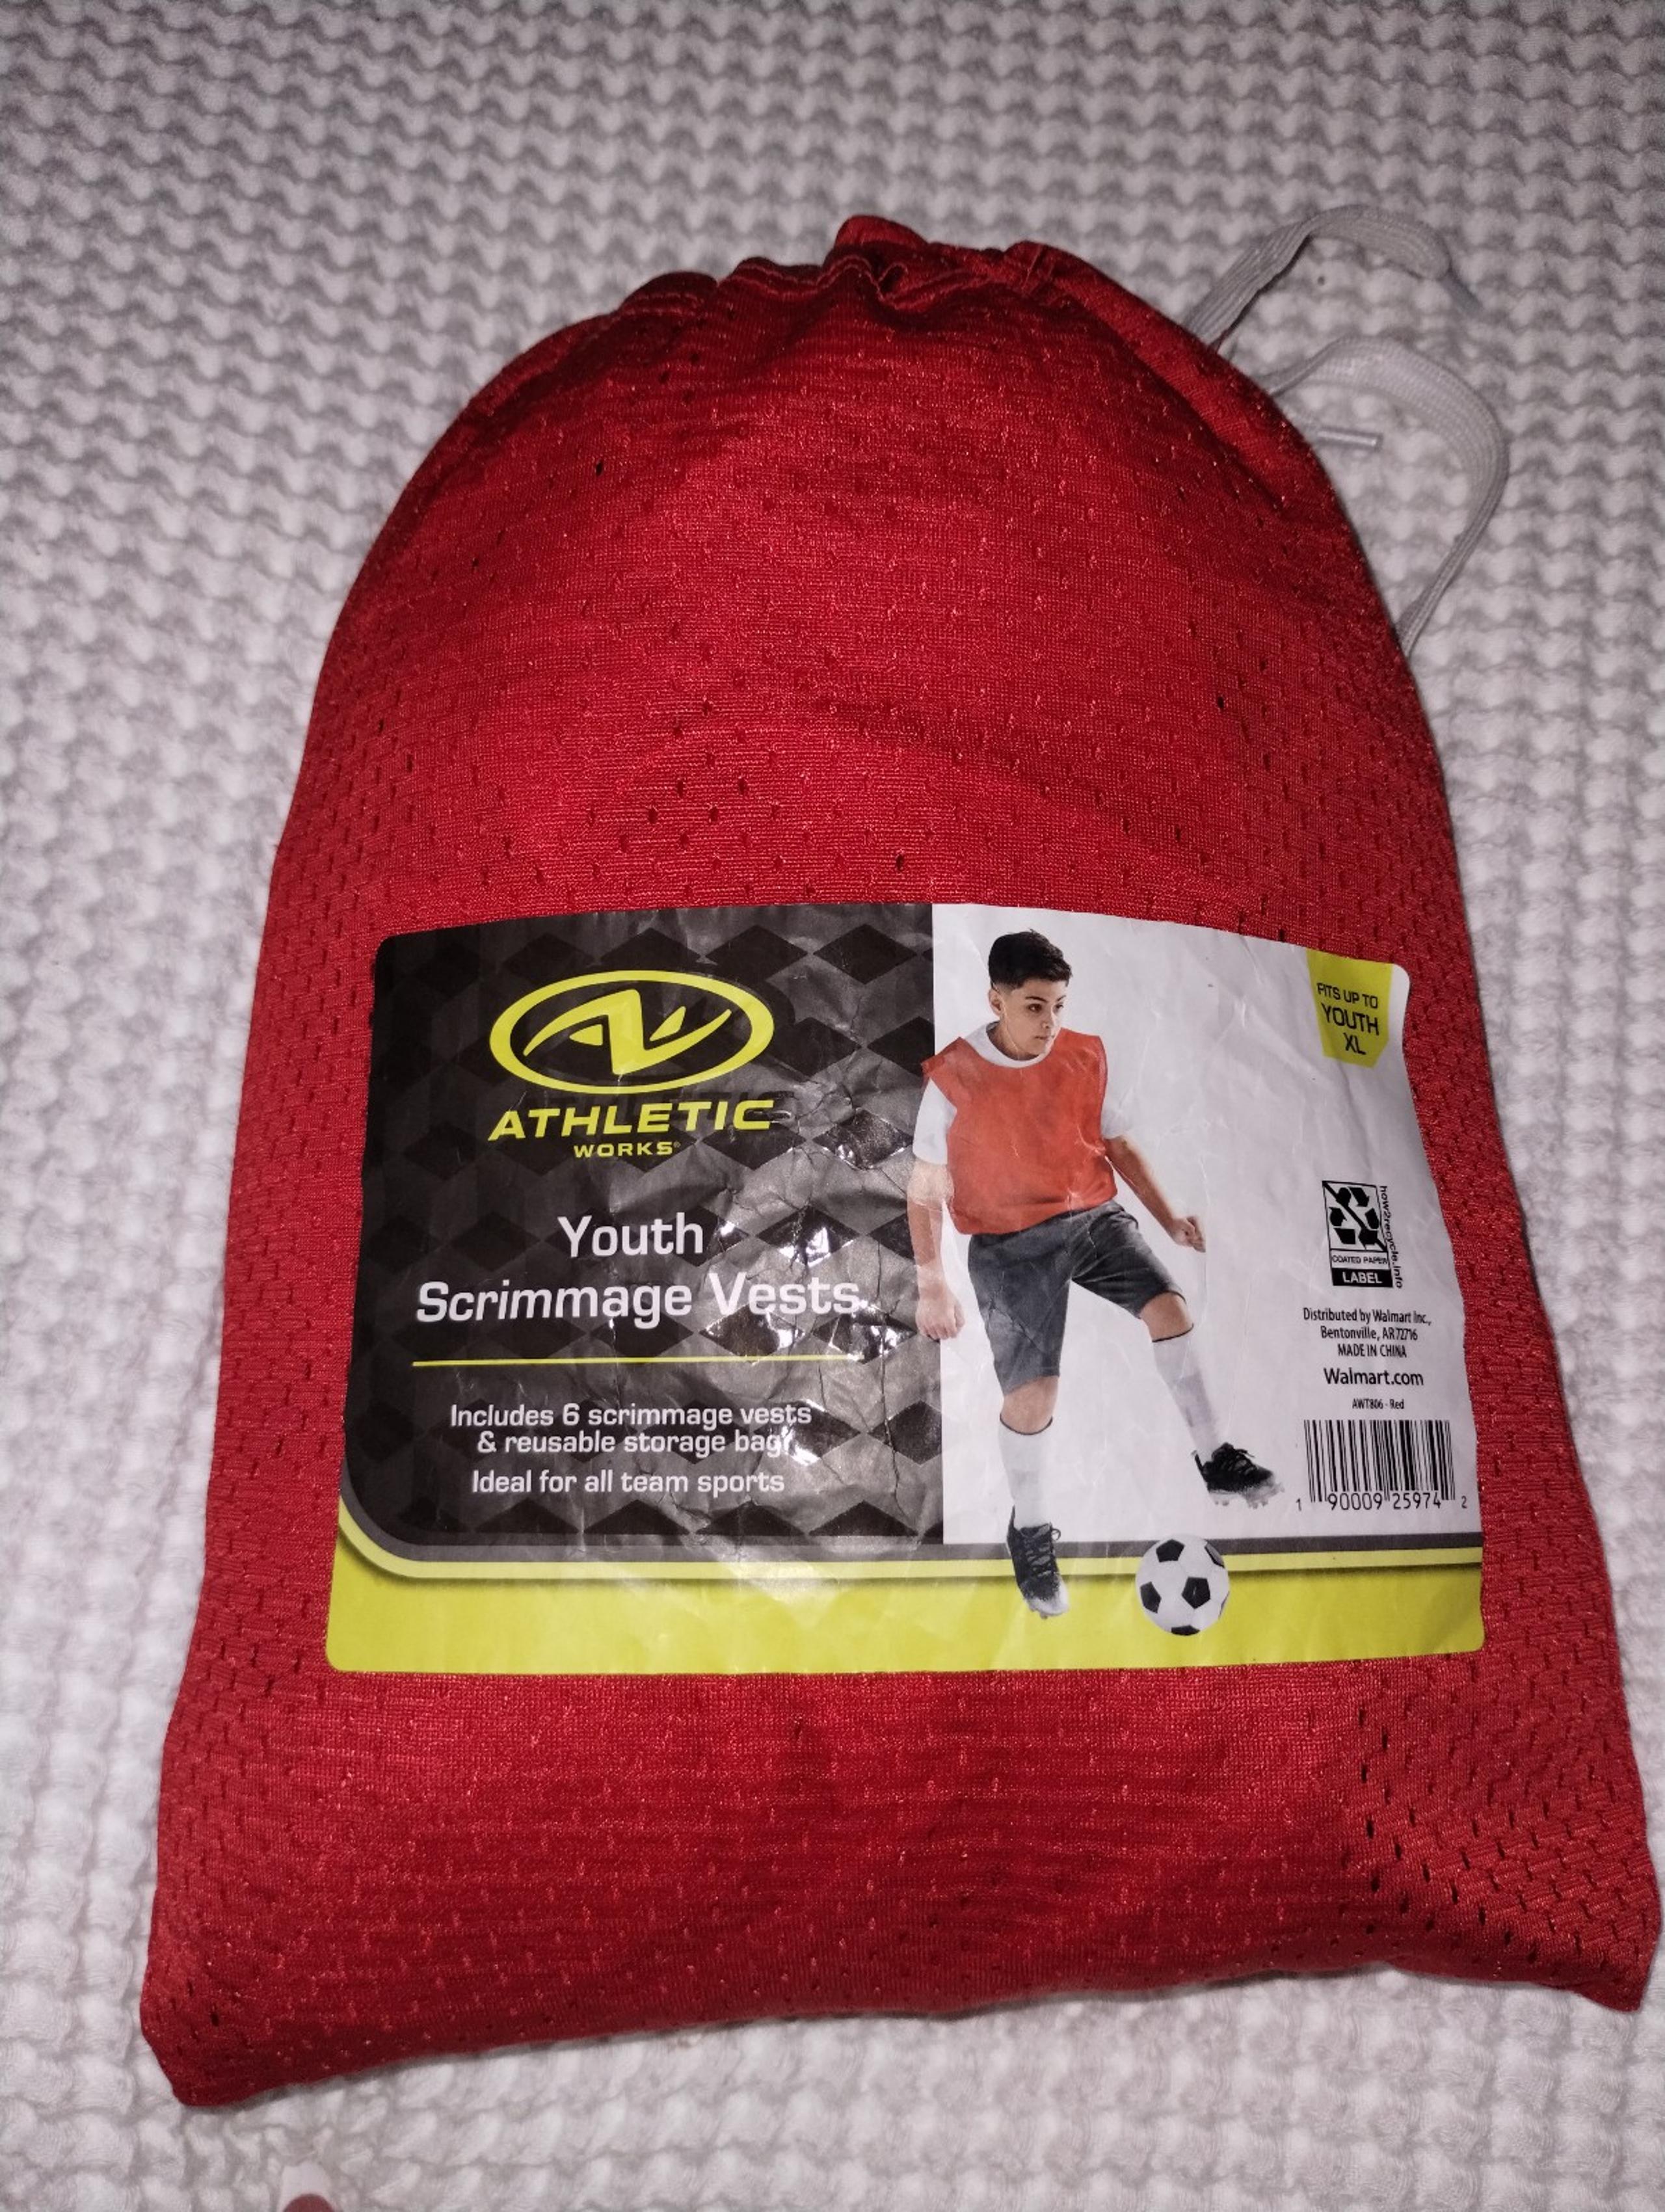 ATHLETIC
WORKS®
Youth
Scrimmage Vests
Includes 6 scrimmage vests
& reusable storage bag
Ideal for all team sports
FITS UP TO
YOUTH
XL
how2recycle.info
COATED PAPER
LABEL
Distributed by Walmart Inc.,
Bentonville, AR 72716
MADE IN CHINA
Walmart.com
AWT806 - Red
1 90009 25974 2